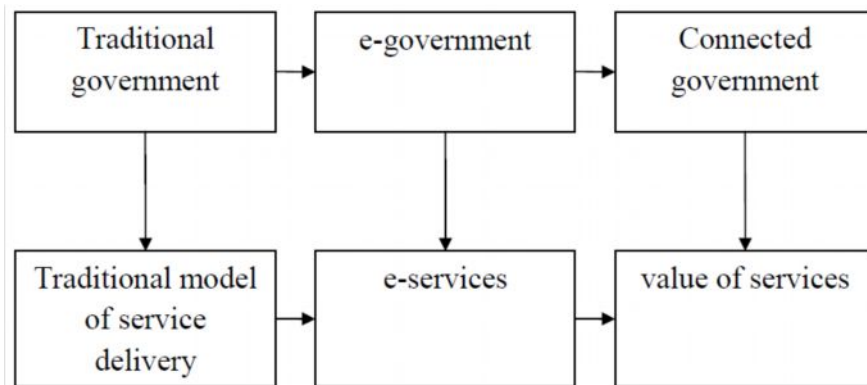 Traditional
government
e-government
Connected
government
Traditional model
of service
delivery
e-services
value of services